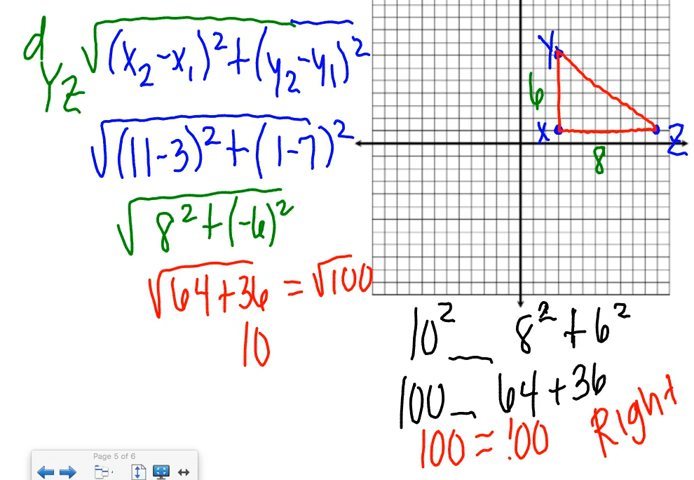 d YZ √(x₂-x₁)²+(y₂-y₁)²
√(11-3)²+(1-7)²
√8²+(-6)²
√64+36 = √100
10
Y
6
X
Z
8
10² __ 8²+6²
100 __ 64+36
100 = 100 Right
Page 5 of 6